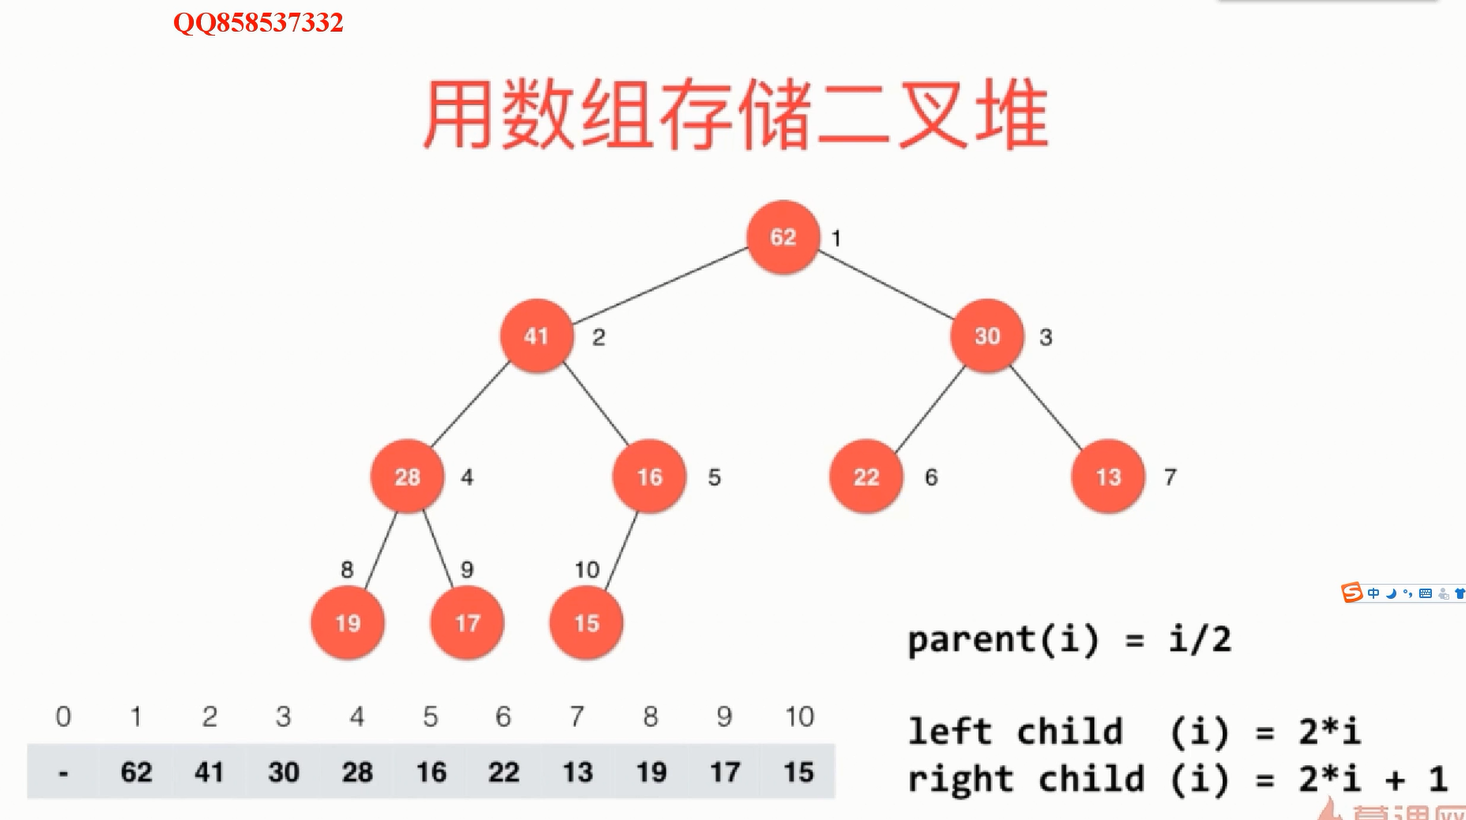 QQ858537332
用数组存储二叉堆
62 1
41 2 30 3
28 4 16 5 22 6 13 7
8 9 10
19 17 15
中
parent(i) = i/2
0 1 2 3 4 5 6 7 8 9 10
- 62 41 30 28 16 22 13 19 17 15
left child (i) = 2*i
right child (i) = 2*i + 1